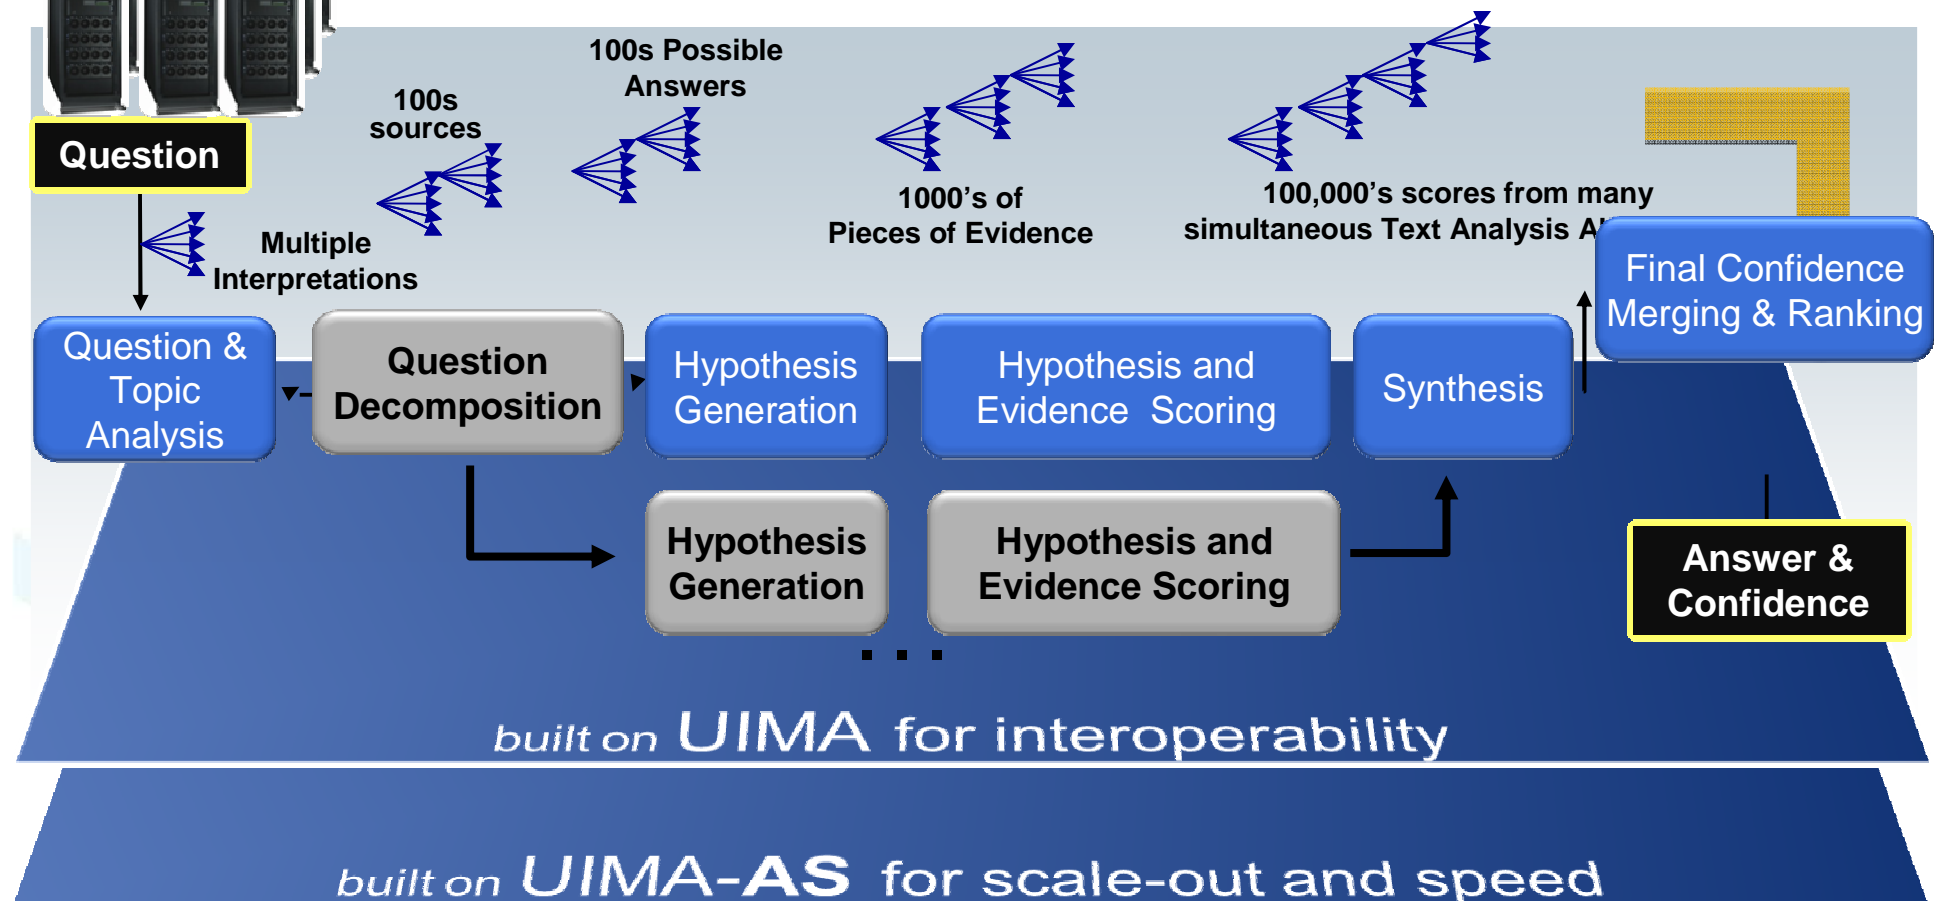 100s Possible
Answers
100s
sources
Question
Multiple
Interpretations
1000’s of
Pieces of Evidence
100,000’s scores from many
simultaneous Text Analysis
Final Confidence
Merging & Ranking
Question &
Topic
Analysis
Question
Decomposition
Hypothesis
Generation
Hypothesis and
Evidence Scoring
Synthesis
Hypothesis
Generation
Hypothesis and
Evidence Scoring
. . .
Answer &
Confidence
built on UIMA for interoperability
built on UIMA-AS for scale-out and speed